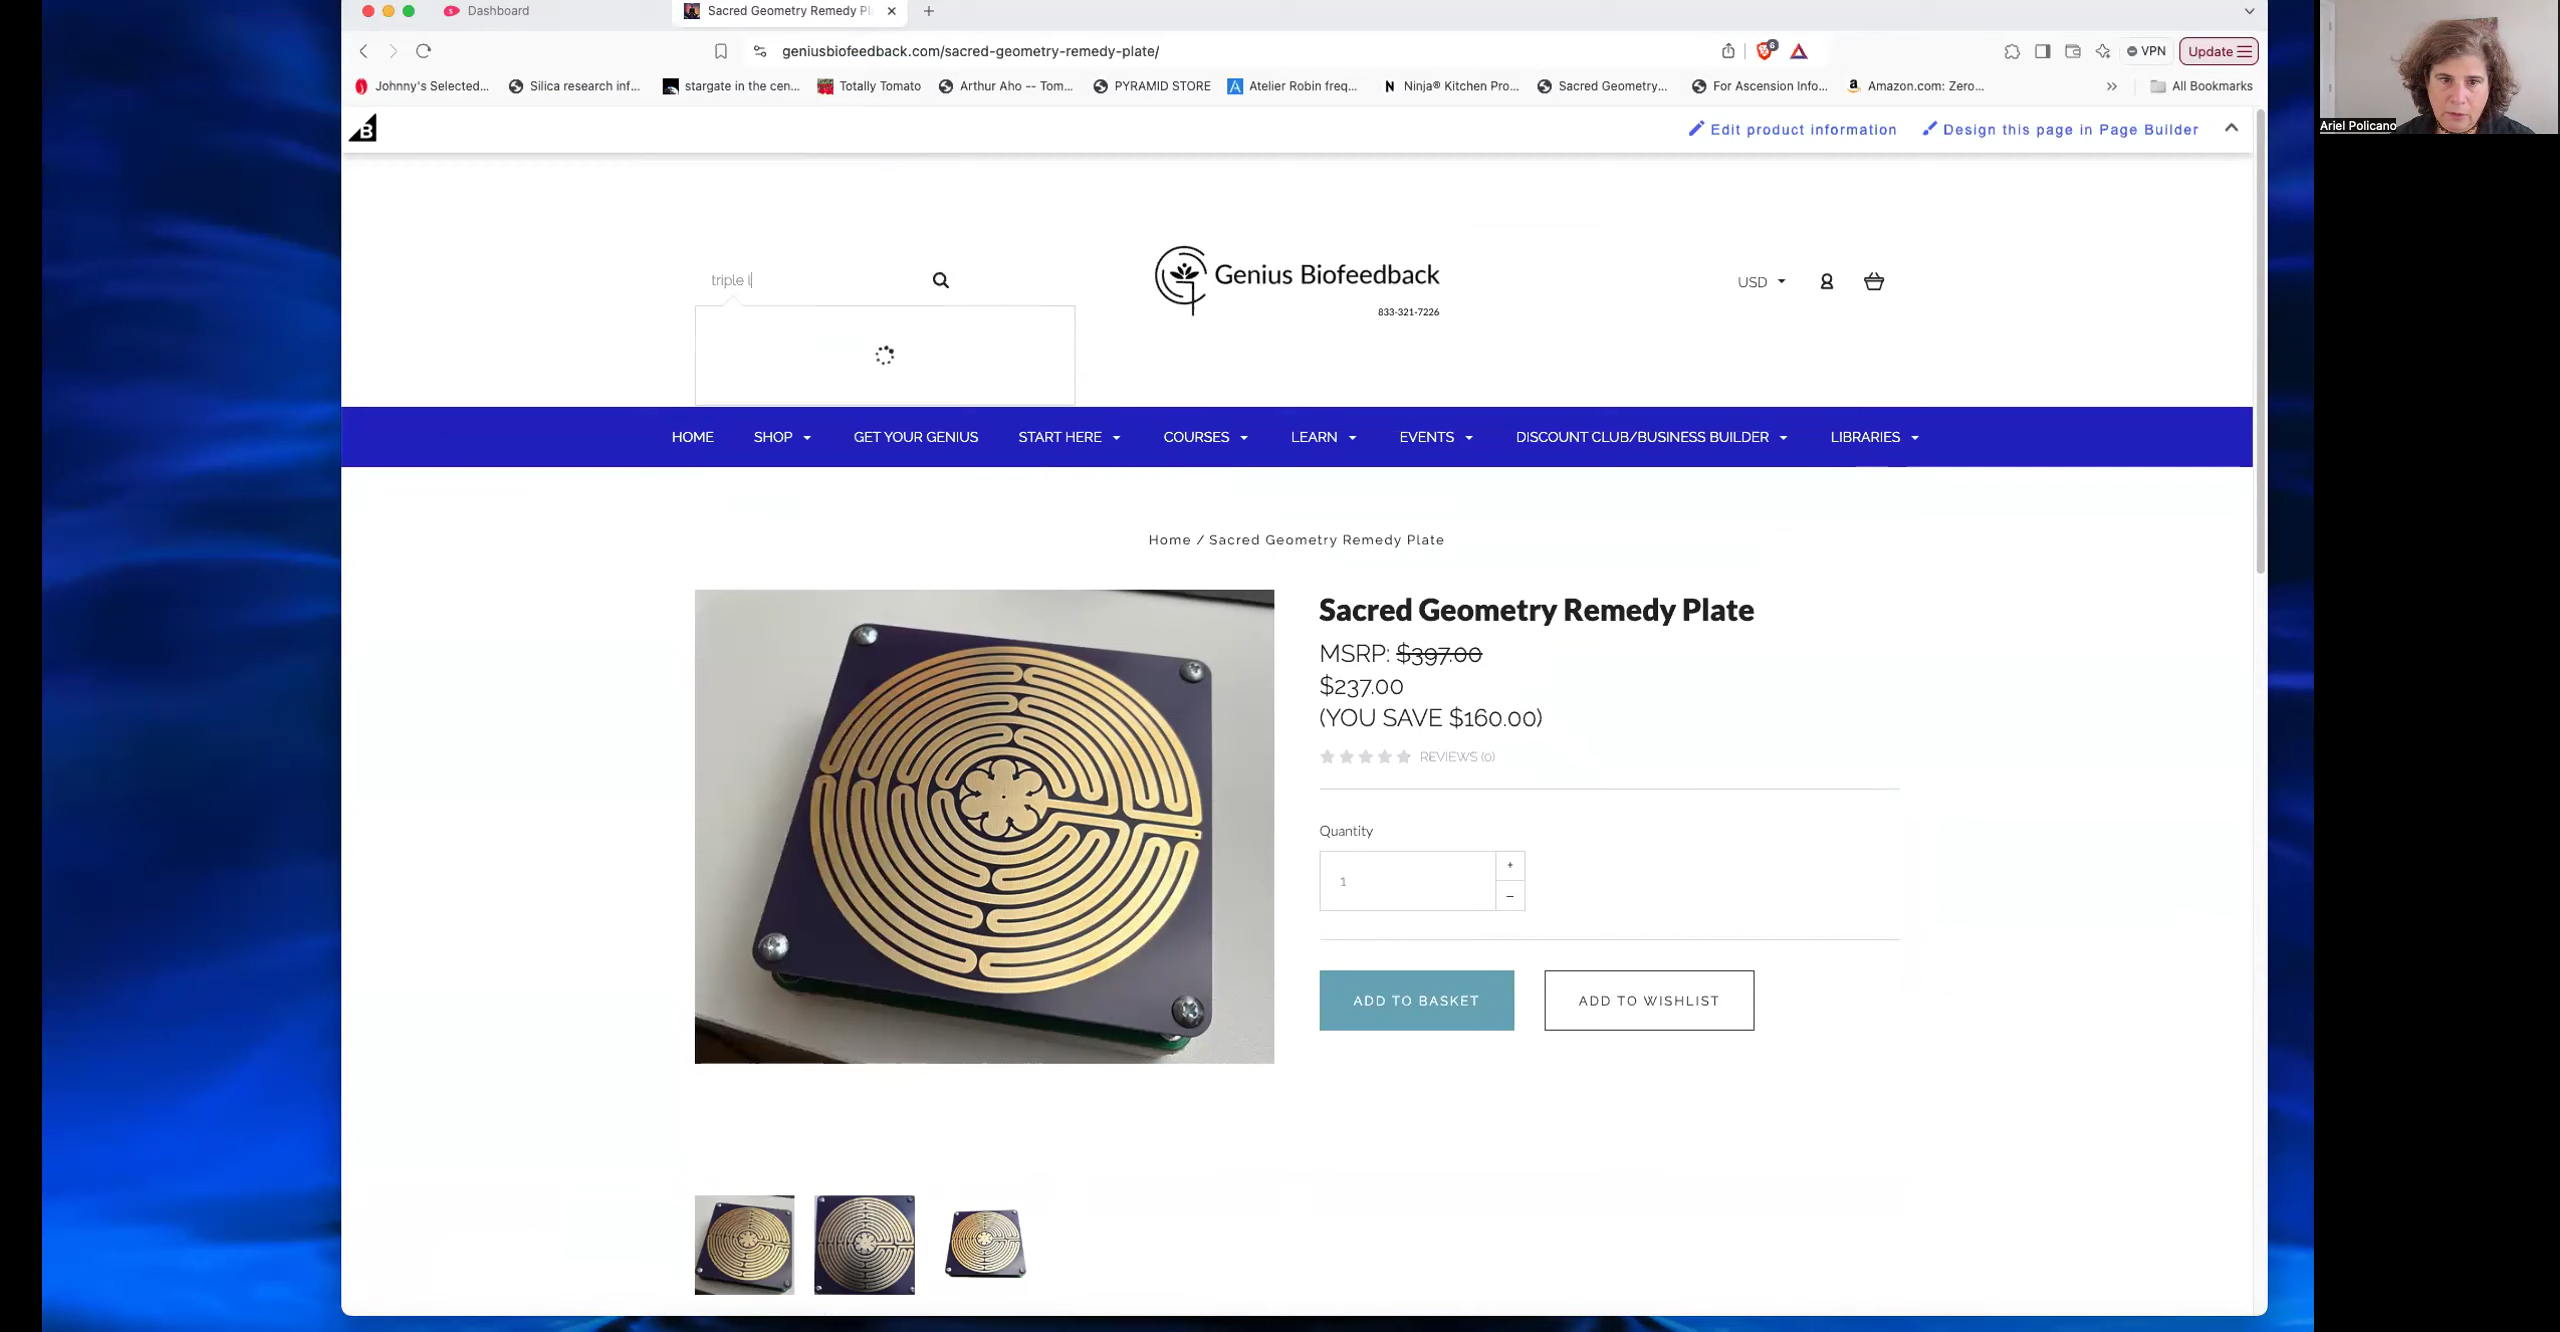 Dashboard
Sacred Geometry Remedy Pl
geniusbiofeedback.com/sacred-geometry-remedy-plate/
6
VPN
Update
Johnny's Selected...
Silica research inf...
stargate in the cen...
Totally Tomato
Arthur Aho -- Tom...
PYRAMID STORE
Atelier Robin freq...
Ninja® Kitchen Pro...
Sacred Geometry...
For Ascension Info...
Amazon.com: Zero...
All Bookmarks
Ariel Policano
Edit product information
Design this page in Page Builder
triple l
Genius Biofeedback
833-321-7226
USD
HOME
SHOP
GET YOUR GENIUS
START HERE
COURSES
LEARN
EVENTS
DISCOUNT CLUB/BUSINESS BUILDER
LIBRARIES
Home / Sacred Geometry Remedy Plate
Sacred Geometry Remedy Plate
MSRP: $397.00
$237.00
(YOU SAVE $160.00)
REVIEWS (0)
Quantity
1
+
–
ADD TO BASKET
ADD TO WISHLIST